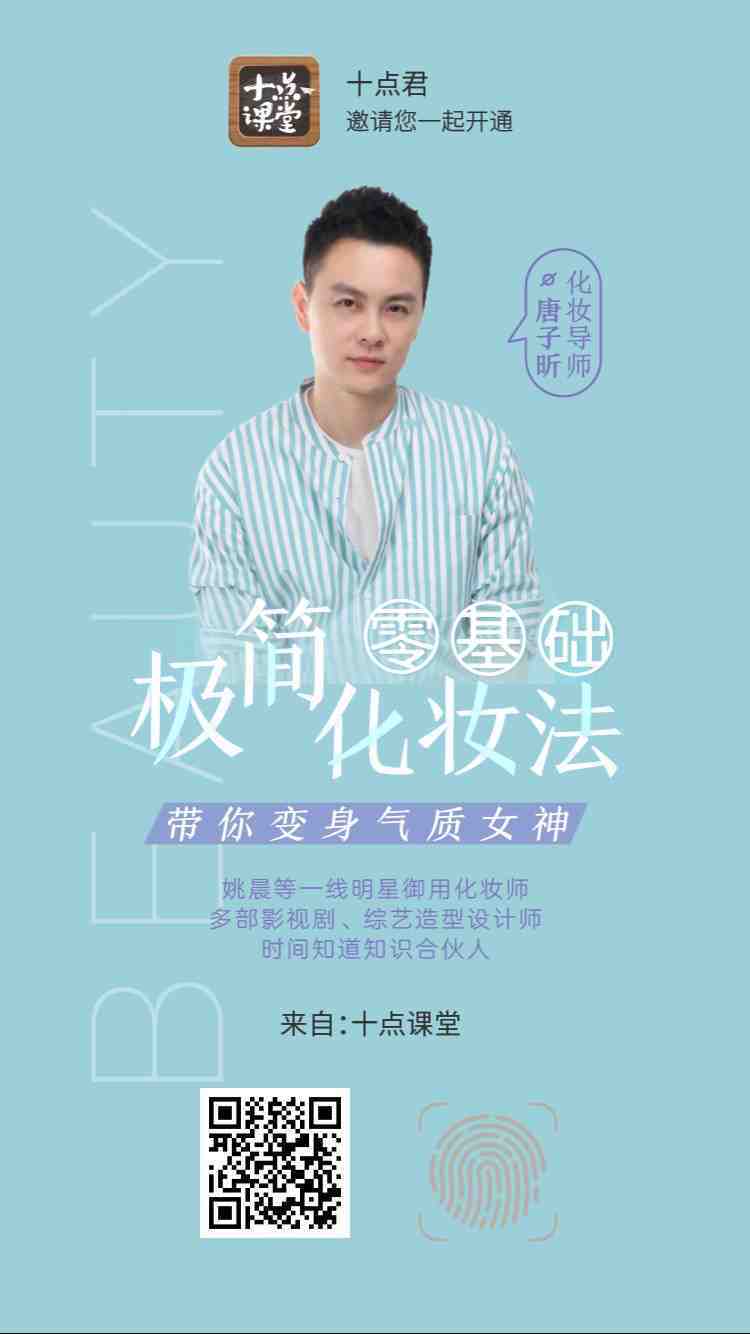 十点课堂
十点君
邀请您一起开通
BEAUTY
化妆导师
唐子昕
零基础
极简化妆法
带你变身气质女神
姚晨等一线明星御用化妆师
多部影视剧、综艺造型设计师
时间知道知识合伙人
来自:十点课堂